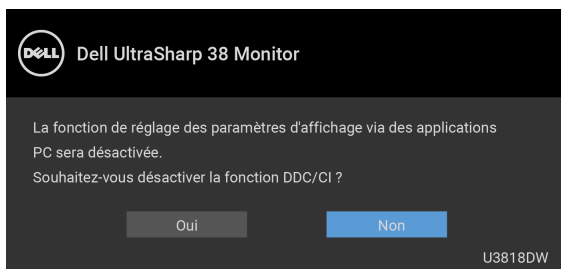 DELL
Dell UltraSharp 38 Monitor
La fonction de réglage des paramètres d'affichage via des applications
PC sera désactivée.
Souhaitez-vous désactiver la fonction DDC/CI ?
Oui
Non
U3818DW